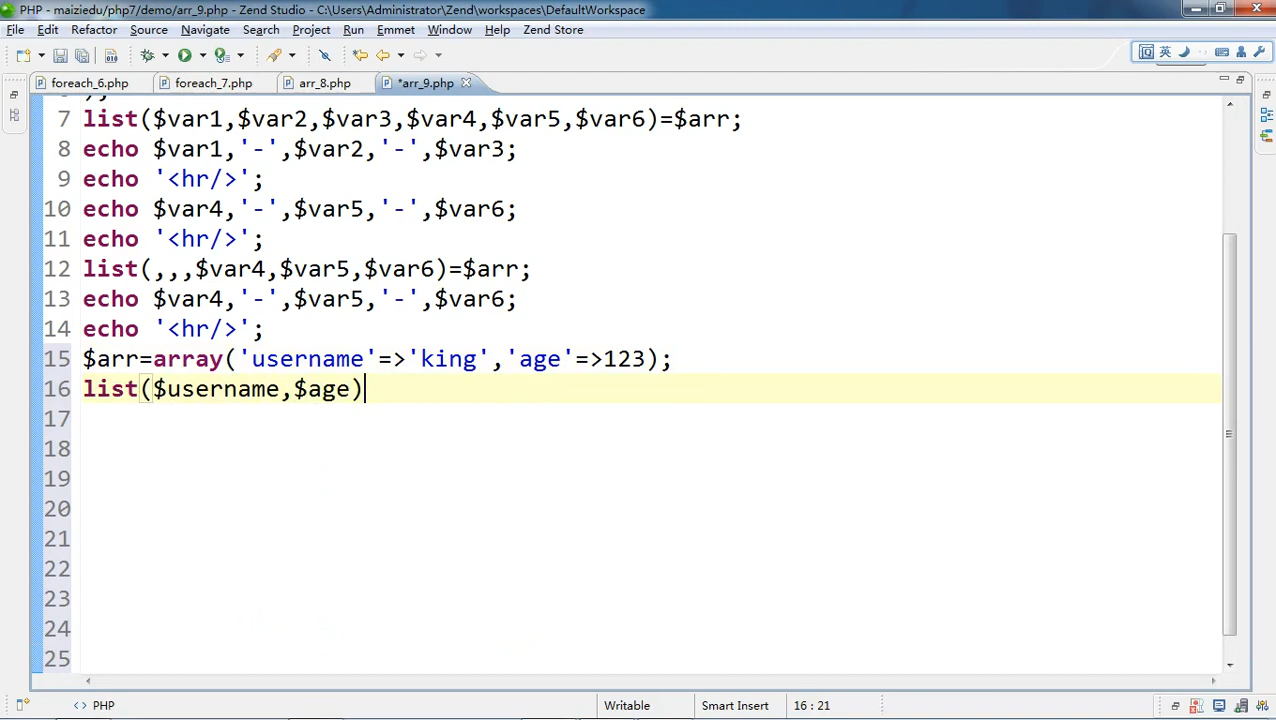 PHP - maiziedu/php7/demo/arr_9.php - Zend Studio - C:\Users\Administrator\Zend\workspaces\DefaultWorkspace
File Edit Refactor Source Navigate Search Project Run Emmet Window Help Zend Store
英
foreach_6.php foreach_7.php arr_8.php *arr_9.php
7 list($var1,$var2,$var3,$var4,$var5,$var6)=$arr;
8 echo $var1,'-',$var2,'-',$var3;
9 echo '<hr/>';
10 echo $var4,'-',$var5,'-',$var6;
11 echo '<hr/>';
12 list(,,,$var4,$var5,$var6)=$arr;
13 echo $var4,'-',$var5,'-',$var6;
14 echo '<hr/>';
15 $arr=array('username'=>'king','age'=>123);
16 list($username,$age)
17
18
19
20
21
22
23
24
25
<> PHP Writable Smart Insert 16 : 21